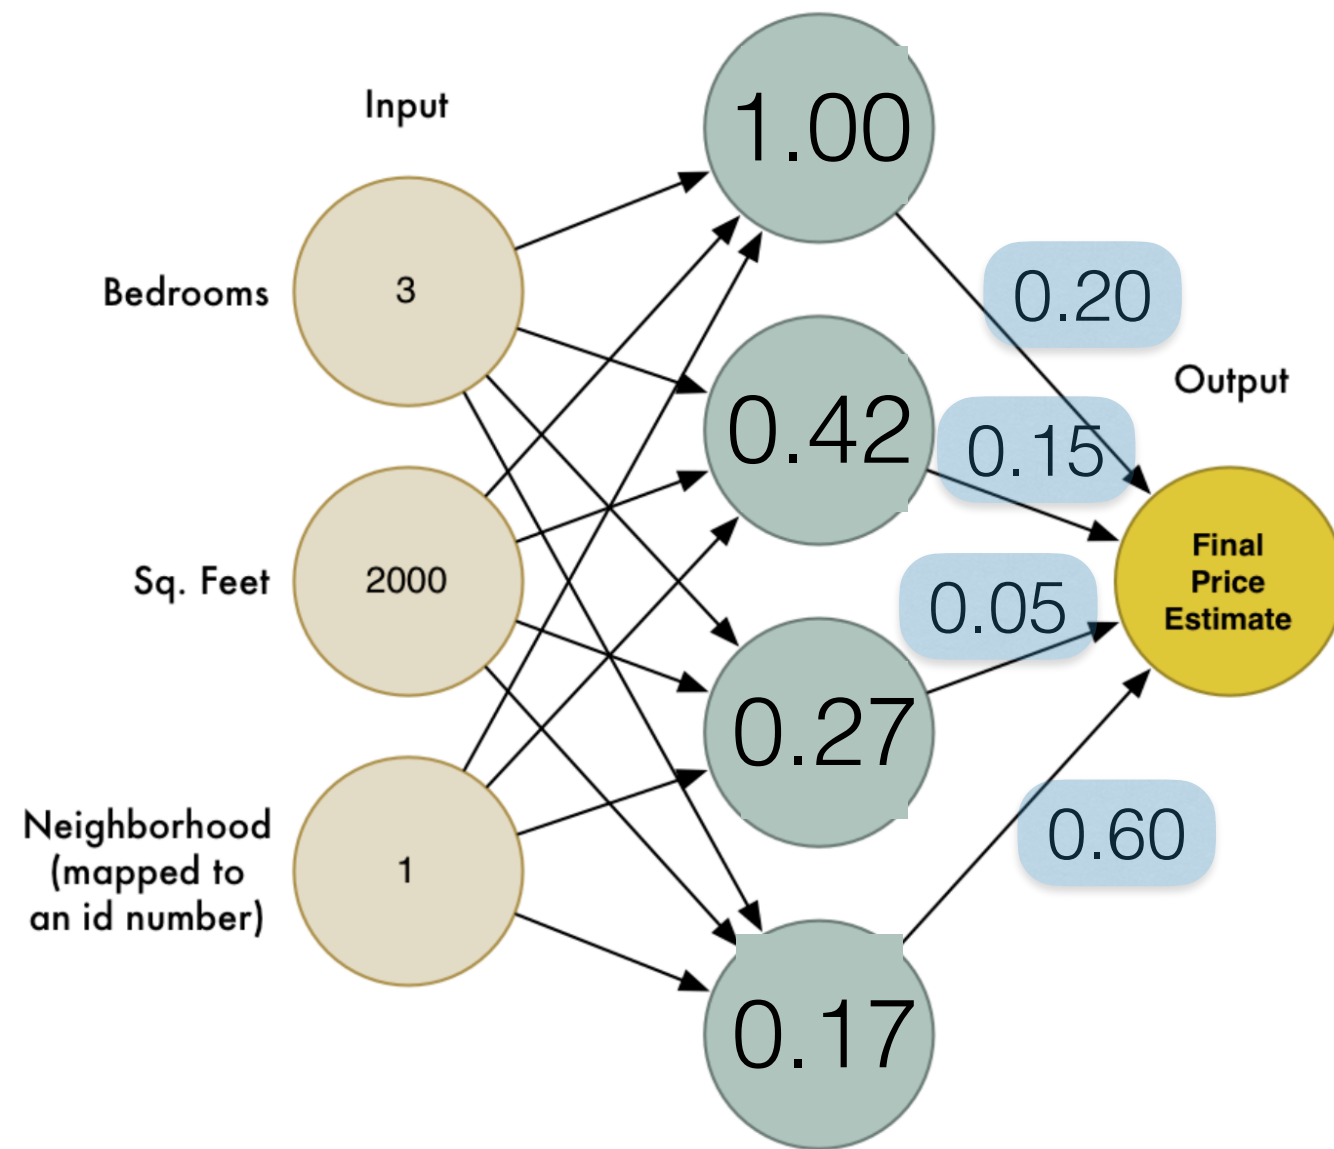 Input
Bedrooms
3
Sq. Feet
2000
Neighborhood
(mapped to
an id number)
1
1.00
0.42
0.27
0.17
0.20
0.15
0.05
0.60
Output
Final
Price
Estimate